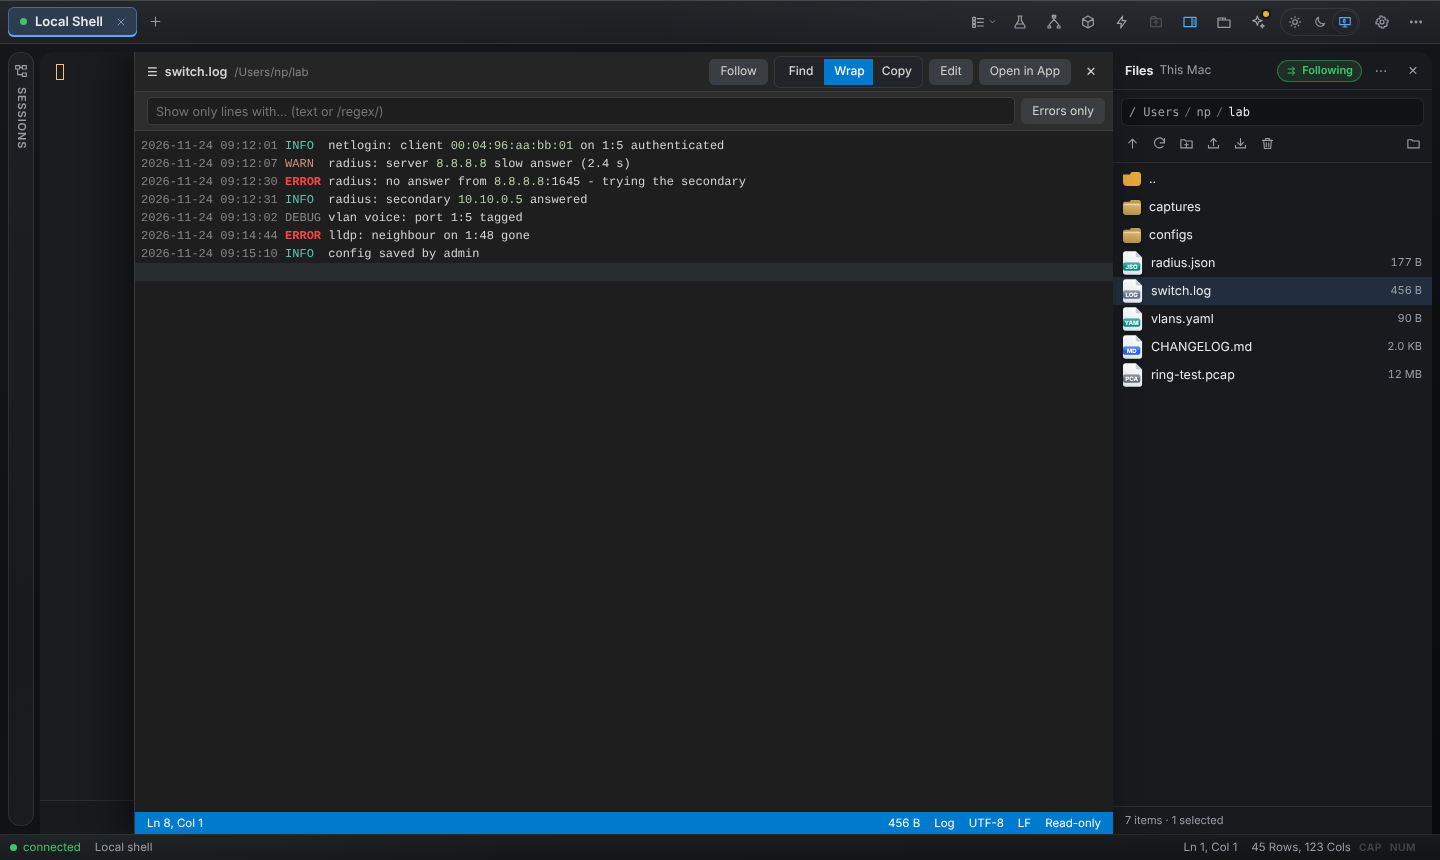 Local Shell
SESSIONS
switch.log /Users/np/lab
Follow Find Wrap Copy Edit Open in App
Show only lines with... (text or /regex/) Errors only
2026-11-24 09:12:01 INFO  netlogin: client 00:04:96:aa:bb:01 on 1:5 authenticated
2026-11-24 09:12:07 WARN  radius: server 8.8.8.8 slow answer (2.4 s)
2026-11-24 09:12:30 ERROR radius: no answer from 8.8.8.8:1645 - trying the secondary
2026-11-24 09:12:31 INFO  radius: secondary 10.10.0.5 answered
2026-11-24 09:13:02 DEBUG vlan voice: port 1:5 tagged
2026-11-24 09:14:44 ERROR lldp: neighbour on 1:48 gone
2026-11-24 09:15:10 INFO  config saved by admin
Ln 8, Col 1 456 B Log UTF-8 LF Read-only
Files This Mac Following
/ Users / np / lab
..
captures
configs
JSO radius.json 177 B
LOG switch.log 456 B
YAM vlans.yaml 90 B
MD CHANGELOG.md 2.0 KB
PCA ring-test.pcap 12 MB
7 items · 1 selected
connected Local shell Ln 1, Col 1 45 Rows, 123 Cols CAP NUM